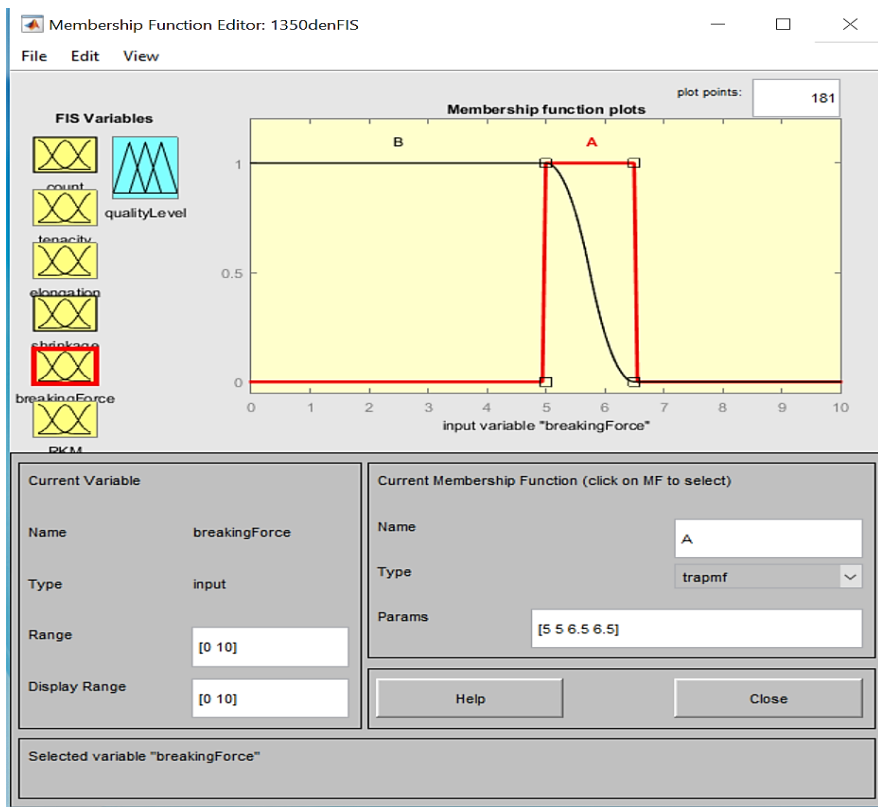 Membership Function Editor: 1350denFIS
File Edit View
FIS Variables
count
tenacity
elongation
shrinkage
breakingForce
RKM
qualityLevel
plot points:
181
Membership function plots
B
A
1
0.5
0
0 1 2 3 4 5 6 7 8 9 10
input variable "breakingForce"
Current Variable
Name breakingForce
Type input
Range [0 10]
Display Range [0 10]
Current Membership Function (click on MF to select)
Name A
Type trapmf
Params [5 5 6.5 6.5]
Help Close
Selected variable "breakingForce"